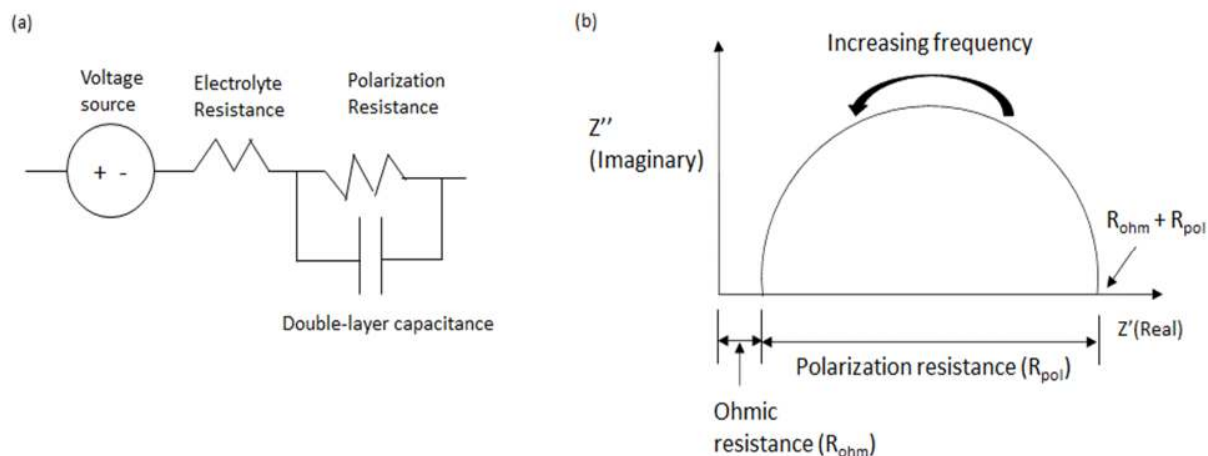 (a)
Voltage
source
Electrolyte
Resistance
Polarization
Resistance
+ -
Double-layer capacitance
(b)
Increasing frequency
Z''
(Imaginary)
Rohm + Rpol
Z'(Real)
Polarization resistance (Rpol)
Ohmic
resistance (Rohm)